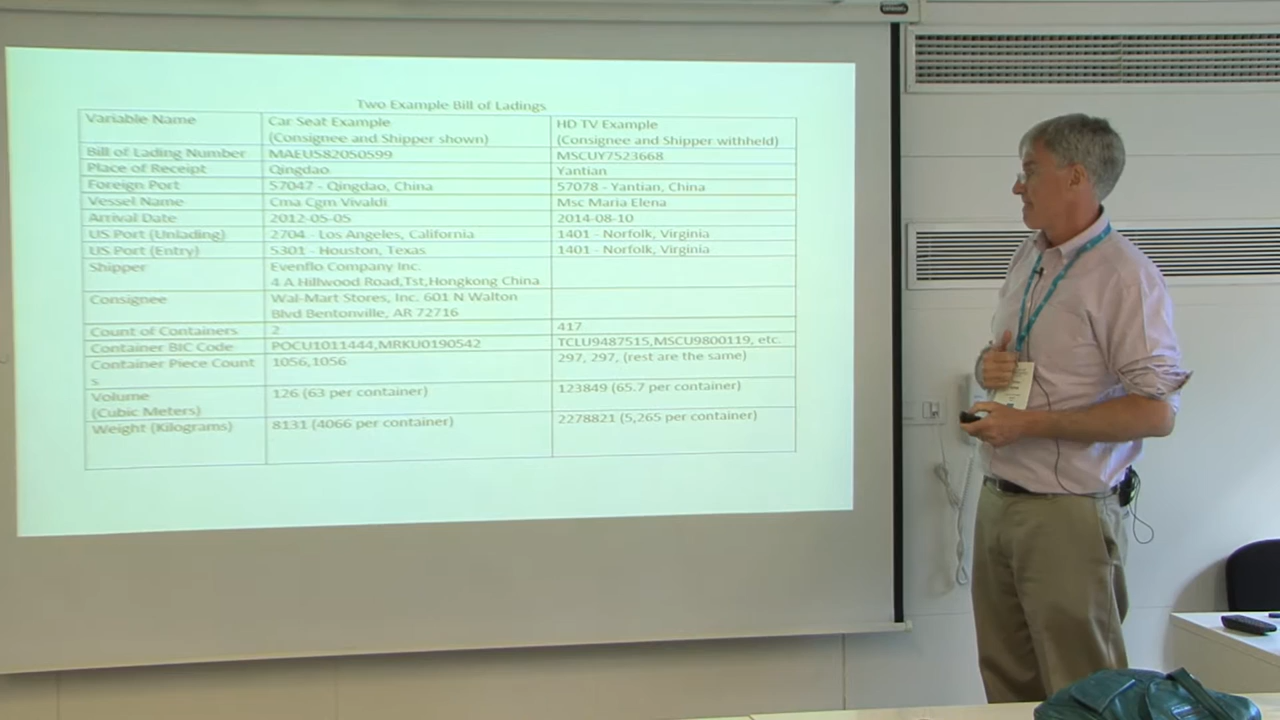 Two Example Bill of Ladings
Variable Name
Car Seat Example
(Consignee and Shipper shown)
HD TV Example
(Consignee and Shipper withheld)
Bill of Lading Number
MAEU582050599
MSCUY7523668
Place of Receipt
Qingdao
Yantian
Foreign Port
57047 - Qingdao, China
57078 - Yantian, China
Vessel Name
Cma Cgm Vivaldi
Msc Maria Elena
Arrival Date
2012-05-05
2014-08-10
US Port (Unlading)
2704 - Los Angeles, California
1401 - Norfolk, Virginia
US Port (Entry)
5301 - Houston, Texas
1401 - Norfolk, Virginia
Shipper
Evenflo Company Inc.
4 A Hillwood Road,Tst,Hongkong China
Consignee
Wal-Mart Stores, Inc. 601 N Walton
Blvd Bentonville, AR 72716
Count of Containers
2
417
Container BIC Code
POCU1011444,MRKU0190542
TCLU9487515,MSCU9800119, etc.
Container Piece Count
s
1056,1056
297, 297, (rest are the same)
Volume
(Cubic Meters)
126 (63 per container)
123849 (65.7 per container)
Weight (Kilograms)
8131 (4066 per container)
2278821 (5,265 per container)